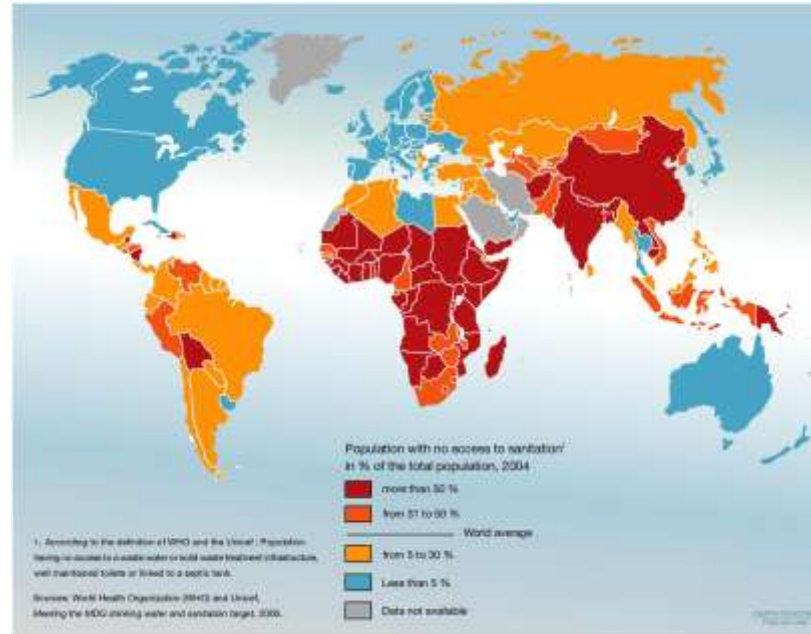 Population with no access to sanitation/
in % of the total population, 2004
more than 50 %
from 31 to 50 %
World average
from 5 to 30 %
Less than 5 %
Data not available
1. According to the definition of WHO and the Unicef : Population
having no access to a waste water or solid waste treatment infrastructure,
well maintained toilets or linked to a septic tank.
Sources: World Health Organization (WHO) and Unicef,
Meeting the MDG drinking water and sanitation target, 2006.